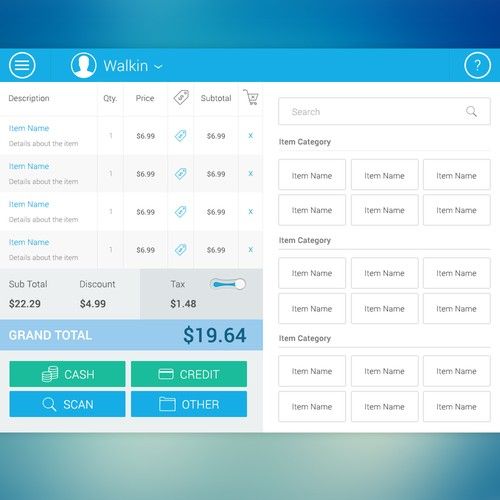 Walkin
?
Description Qty. Price Subtotal
Item Name
Details about the item
1 $6.99 $6.99 x
Item Name
Details about the item
1 $6.99 $6.99 x
Item Name
Details about the item
1 $6.99 $6.99 x
Item Name
Details about the item
1 $6.99 $6.99 x
Sub Total Discount Tax
$22.29 $4.99 $1.48
GRAND TOTAL $19.64
CASH CREDIT
SCAN OTHER
Search
Item Category
Item Name Item Name Item Name
Item Name Item Name Item Name
Item Category
Item Name Item Name Item Name
Item Name Item Name Item Name
Item Category
Item Name Item Name Item Name
Item Name Item Name Item Name